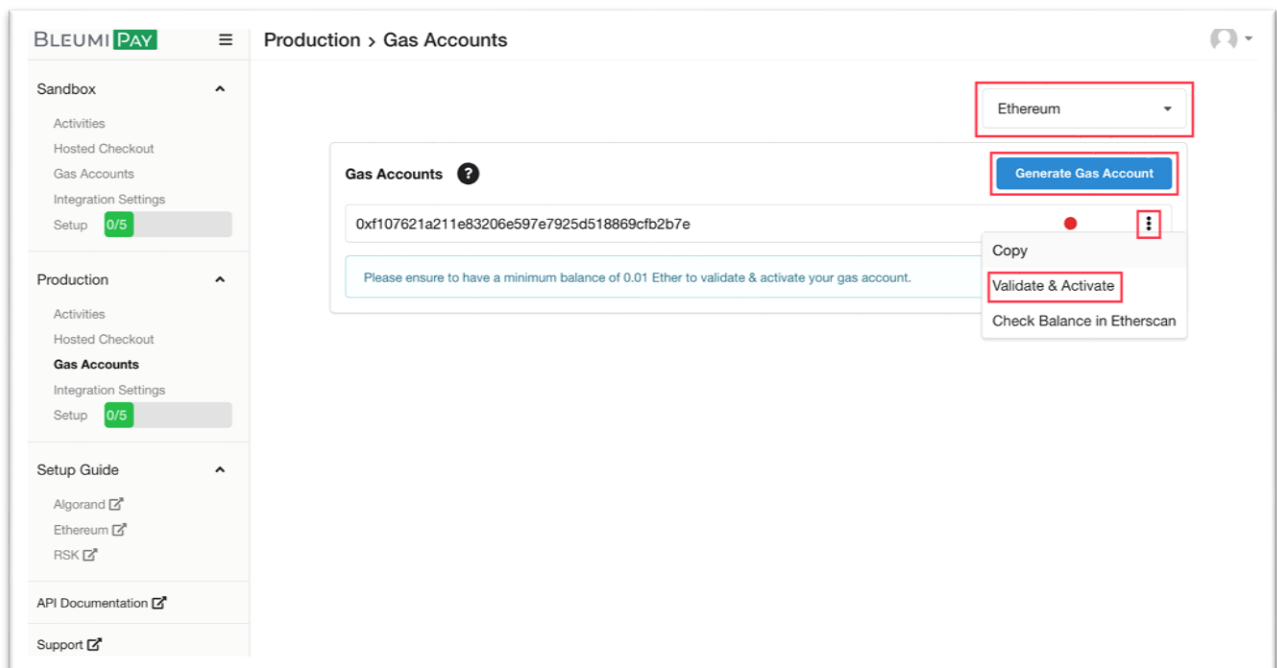 BLEUMI PAY
Production > Gas Accounts
Sandbox
Activities
Hosted Checkout
Gas Accounts
Integration Settings
Setup 0/5
Production
Activities
Hosted Checkout
Gas Accounts
Integration Settings
Setup 0/5
Setup Guide
Algorand
Ethereum
RSK
API Documentation
Support
Ethereum
Gas Accounts ?
Generate Gas Account
0xf107621a211e83206e597e7925d518869cfb2b7e
Please ensure to have a minimum balance of 0.01 Ether to validate & activate your gas account.
Copy
Validate & Activate
Check Balance in Etherscan